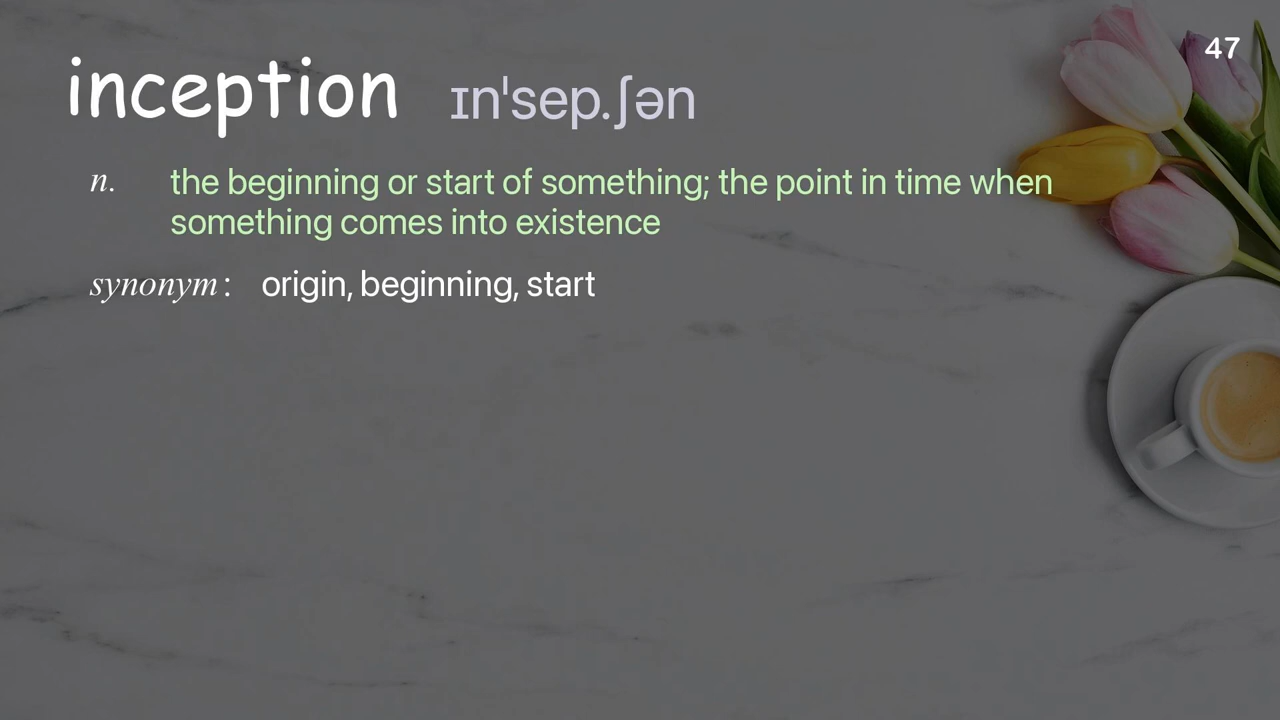 47
inception ɪnˈsep.ʃən
n. the beginning or start of something; the point in time when
something comes into existence
synonym : origin, beginning, start